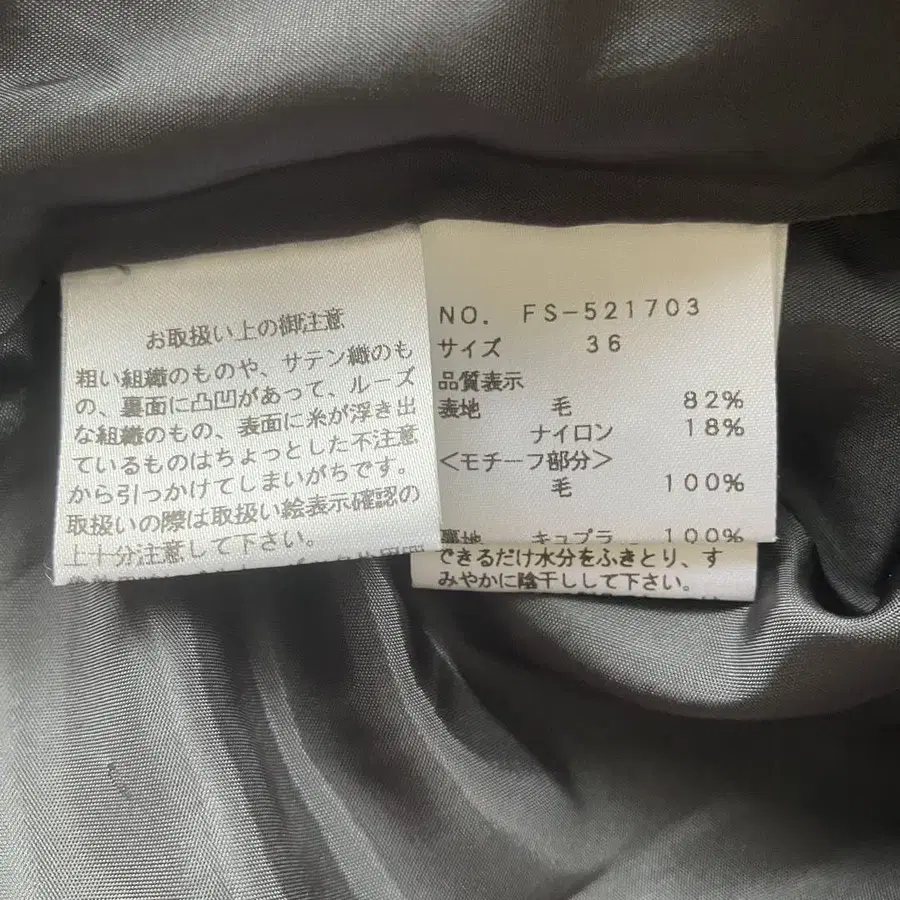 お取扱い上の御注意
粗い組織のものや、サテン織のも
の、裏面に凸凹があって、ルーズ
な組織のもの、表面に糸が浮き出
ているものはちょっとした不注意
から引っかけてしまいがちです。
取扱いの際は取扱い絵表示確認の
上十分注意して下さい。
NO. FS-521703
サイズ 36
品質表示
表地 毛 82%
ナイロン 18%
<モチーフ部分>
毛 100%
裏地 キュプラ 100%
できるだけ水分をふきとり、す
みやかに陰干しして下さい。